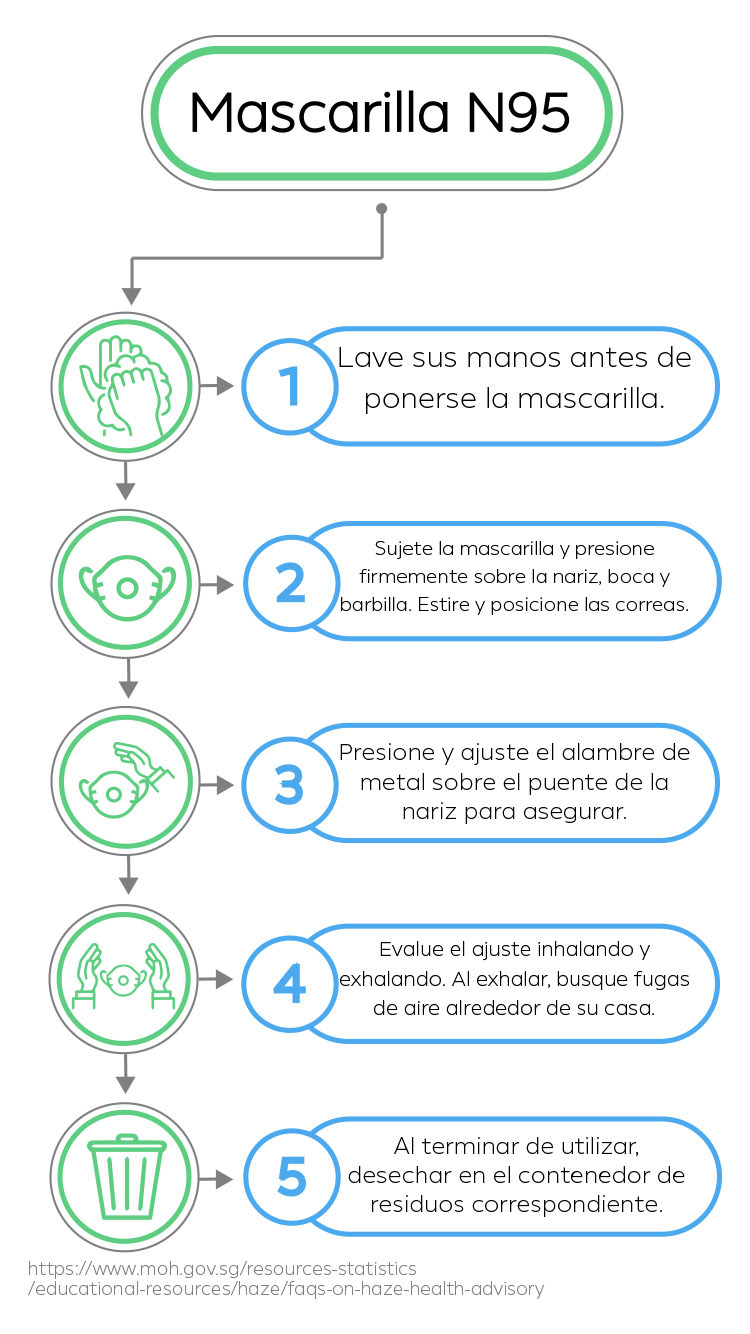 Mascarilla N95
1
Lave sus manos antes de
ponerse la mascarilla.
2
Sujete la mascarilla y presione
firmemente sobre la nariz, boca y
barbilla. Estire y posicione las correas.
3
Presione y ajuste el alambre de
metal sobre el puente de la
nariz para asegurar.
4
Evalue el ajuste inhalando y
exhalando. Al exhalar, busque fugas
de aire alrededor de su casa.
5
Al terminar de utilizar,
desechar en el contenedor de
residuos correspondiente.
https://www.moh.gov.sg/resources-statistics
/educational-resources/haze/faqs-on-haze-health-advisory